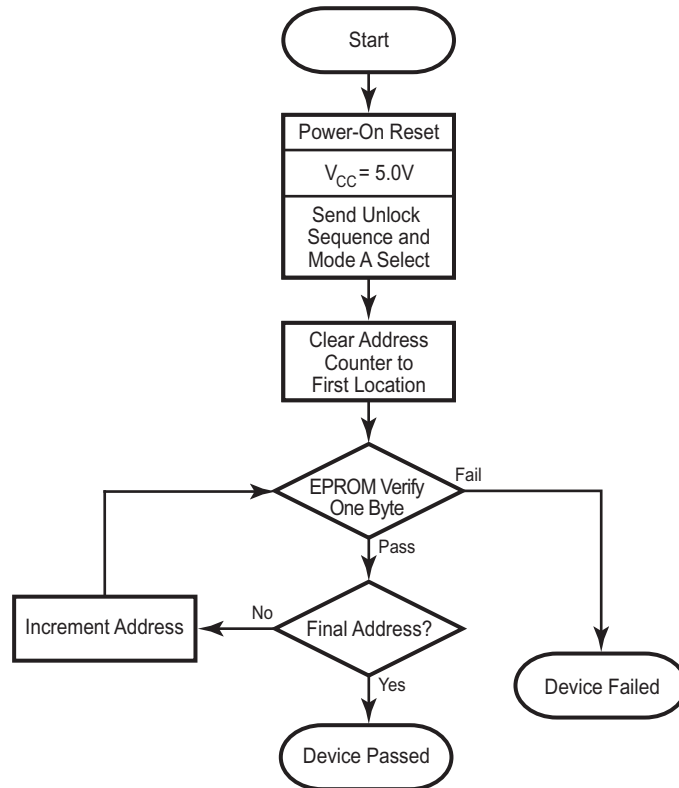 Start
Power-On Reset
VCC = 5.0V
Send Unlock
Sequence and
Mode A Select
Clear Address
Counter to
First Location
EPROM Verify
One Byte
Fail
Pass
Increment Address
No
Final Address?
Yes
Device Failed
Device Passed